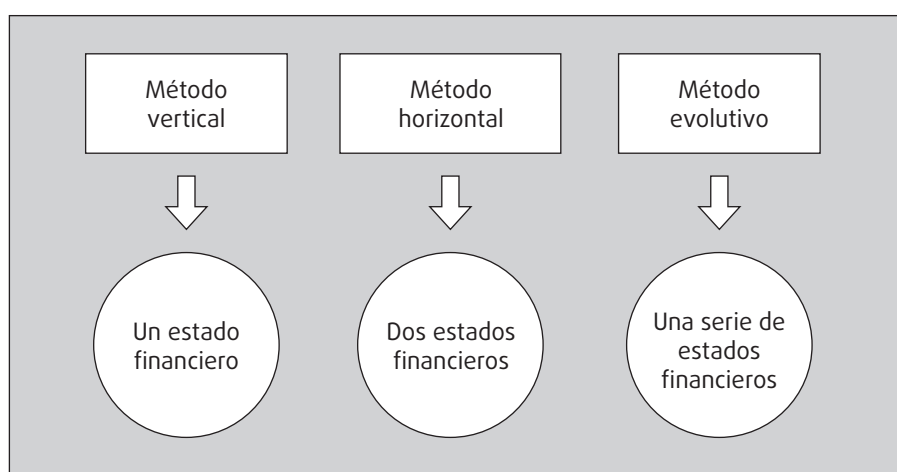 Método
vertical
Método
horizontal
Método
evolutivo
Un estado
financiero
Dos estados
financieros
Una serie de
estados
financieros